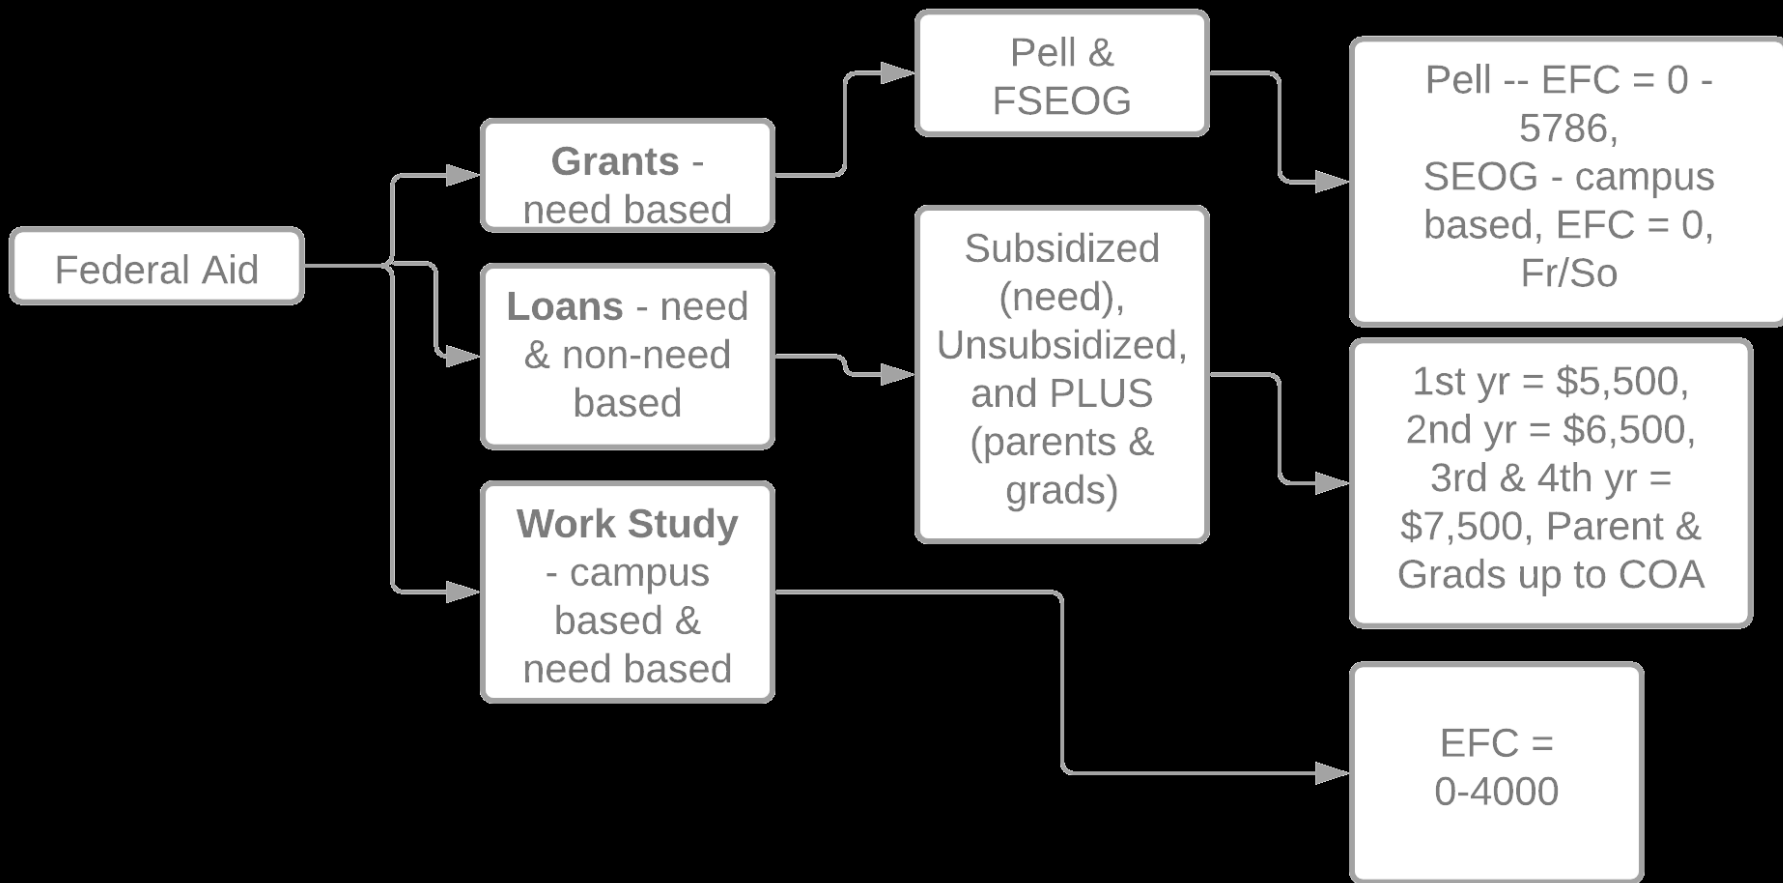 Federal Aid
Grants -
need based
Loans - need
& non-need
based
Work Study
- campus
based &
need based
Pell &
FSEOG
Subsidized
(need),
Unsubsidized,
and PLUS
(parents &
grads)
Pell -- EFC = 0 -
5786,
SEOG - campus
based, EFC = 0,
Fr/So
1st yr = $5,500,
2nd yr = $6,500,
3rd & 4th yr =
$7,500, Parent &
Grads up to COA
EFC =
0-4000